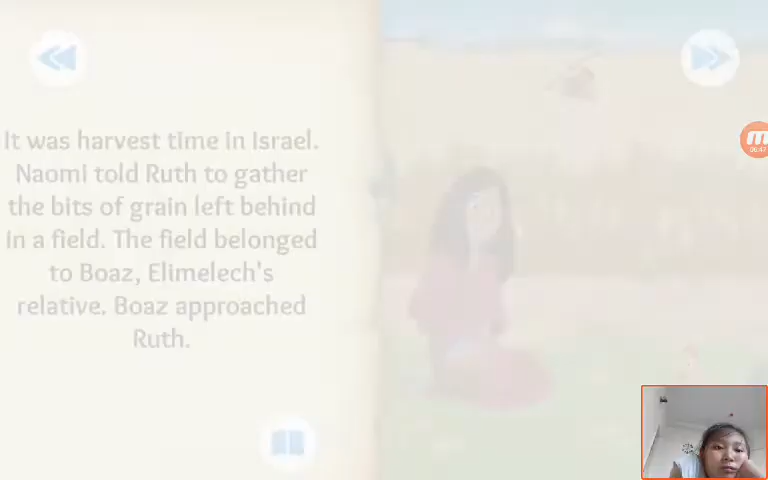 It was harvest time in Israel.
Naomi told Ruth to gather
the bits of grain left behind
in a field. The field belonged
to Boaz, Elimelech's
relative. Boaz approached
Ruth.